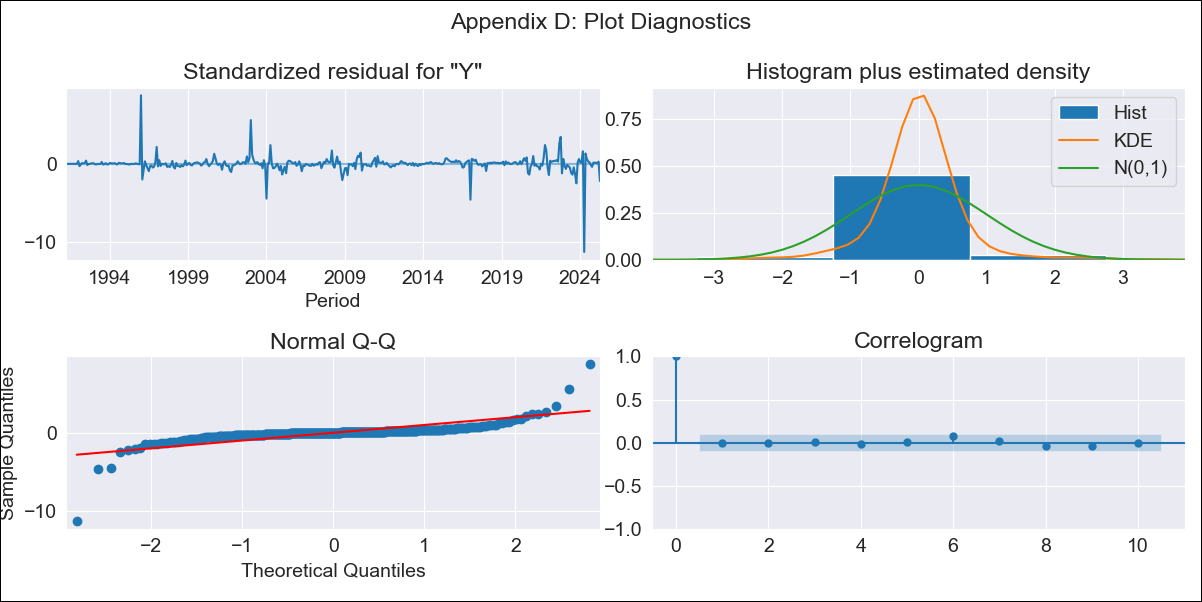 Appendix D: Plot Diagnostics
Standardized residual for "Y"
0
−10
1994 1999 2004 2009 2014 2019 2024
Period
Histogram plus estimated density
0.75
0.50
0.25
0.00
−3 −2 −1 0 1 2 3
Hist
KDE
N(0,1)
Normal Q-Q
Sample Quantiles
0
−10
−2 −1 0 1 2
Theoretical Quantiles
Correlogram
1.0
0.5
0.0
−0.5
−1.0
0 2 4 6 8 10